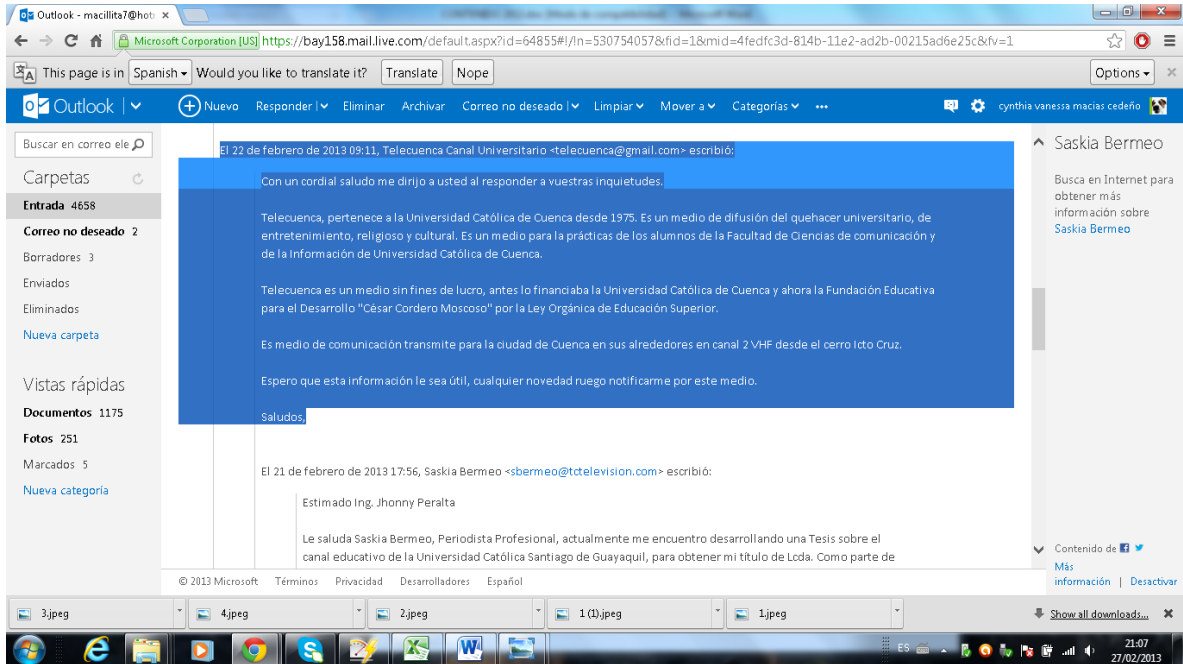 Outlook - macillita7@hot
Microsoft Corporation [US] https://bay158.mail.live.com/default.aspx?id=64855#!/!n=530754057&fid=1&mid=4fedfc3d-814b-11e2-ad2b-00215ad6e25c&fv=1
This page is in Spanish Would you like to translate it? Translate Nope Options
Outlook Nuevo Responder Eliminar Archivar Correo no deseado Limpiar Mover a Categorías ••• cynthia vanessa macias cedeño
Buscar en correo ele
Carpetas
Entrada 4658
Correo no deseado 2
Borradores 3
Enviados
Eliminados
Nueva carpeta
Vistas rápidas
Documentos 1175
Fotos 251
Marcados 5
Nueva categoría
El 22 de febrero de 2013 09:11, Telecuenca Canal Universitario <telecuenca@gmail.com> escribió:
Con un cordial saludo me dirijo a usted al responder a vuestras inquietudes.
Telecuenca, pertenece a la Universidad Católica de Cuenca desde 1975. Es un medio de difusión del quehacer universitario, de
entretenimiento, religioso y cultural. Es un medio para la prácticas de los alumnos de la Facultad de Ciencias de comunicación y
de la Información de Universidad Católica de Cuenca.
Telecuenca es un medio sin fines de lucro, antes lo financiaba la Universidad Católica de Cuenca y ahora la Fundación Educativa
para el Desarrollo "César Cordero Moscoso" por la Ley Orgánica de Educación Superior.
Es medio de comunicación transmite para la ciudad de Cuenca en sus alrededores en canal 2 VHF desde el cerro Icto Cruz.
Espero que esta información le sea útil, cualquier novedad ruego notificarme por este medio.
Saludos,
El 21 de febrero de 2013 17:56, Saskia Bermeo <sbermeo@tctelevision.com> escribió:
Estimado Ing. Jhonny Peralta
Le saluda Saskia Bermeo, Periodista Profesional, actualmente me encuentro desarrollando una Tesis sobre el
canal educativo de la Universidad Católica Santiago de Guayaquil, para obtener mi título de Lcda. Como parte de
Saskia Bermeo
Busca en Internet para
obtener más
información sobre
Saskia Bermeo
Contenido de
Más
información | Desactivar
© 2013 Microsoft Términos Privacidad Desarrolladores Español
3.jpeg 4.jpeg 2.jpeg 1 (1).jpeg 1.jpeg Show all downloads...
ES 21:07
27/02/2013